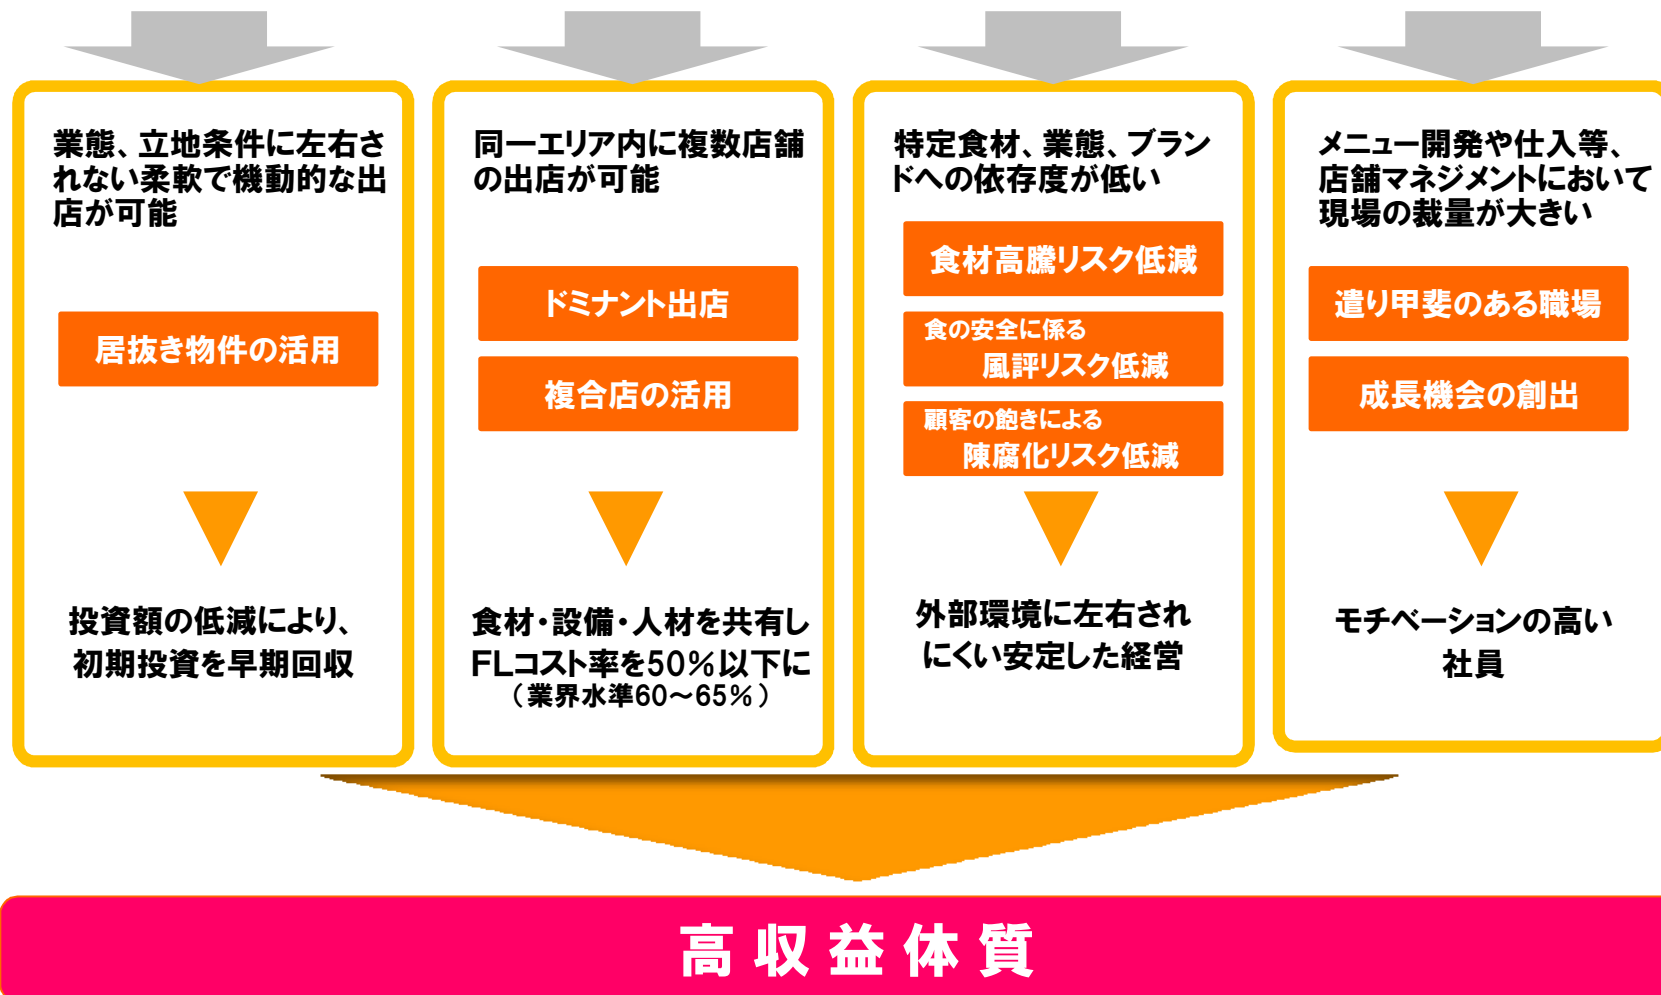 業態、立地条件に左右さ
れない柔軟で機動的な出
店が可能
居抜き物件の活用
投資額の低減により、
初期投資を早期回収
同一エリア内に複数店舗
の出店が可能
ドミナント出店
複合店の活用
食材・設備・人材を共有し
FLコスト率を50%以下に
(業界水準60~65%)
特定食材、業態、ブラン
ドへの依存度が低い
食材高騰リスク低減
食の安全に係る
風評リスク低減
顧客の飽きによる
陳腐化リスク低減
外部環境に左右され
にくい安定した経営
メニュー開発や仕入等、
店舗マネジメントにおいて
現場の裁量が大きい
遣り甲斐のある職場
成長機会の創出
モチベーションの高い
社員
高収益体質